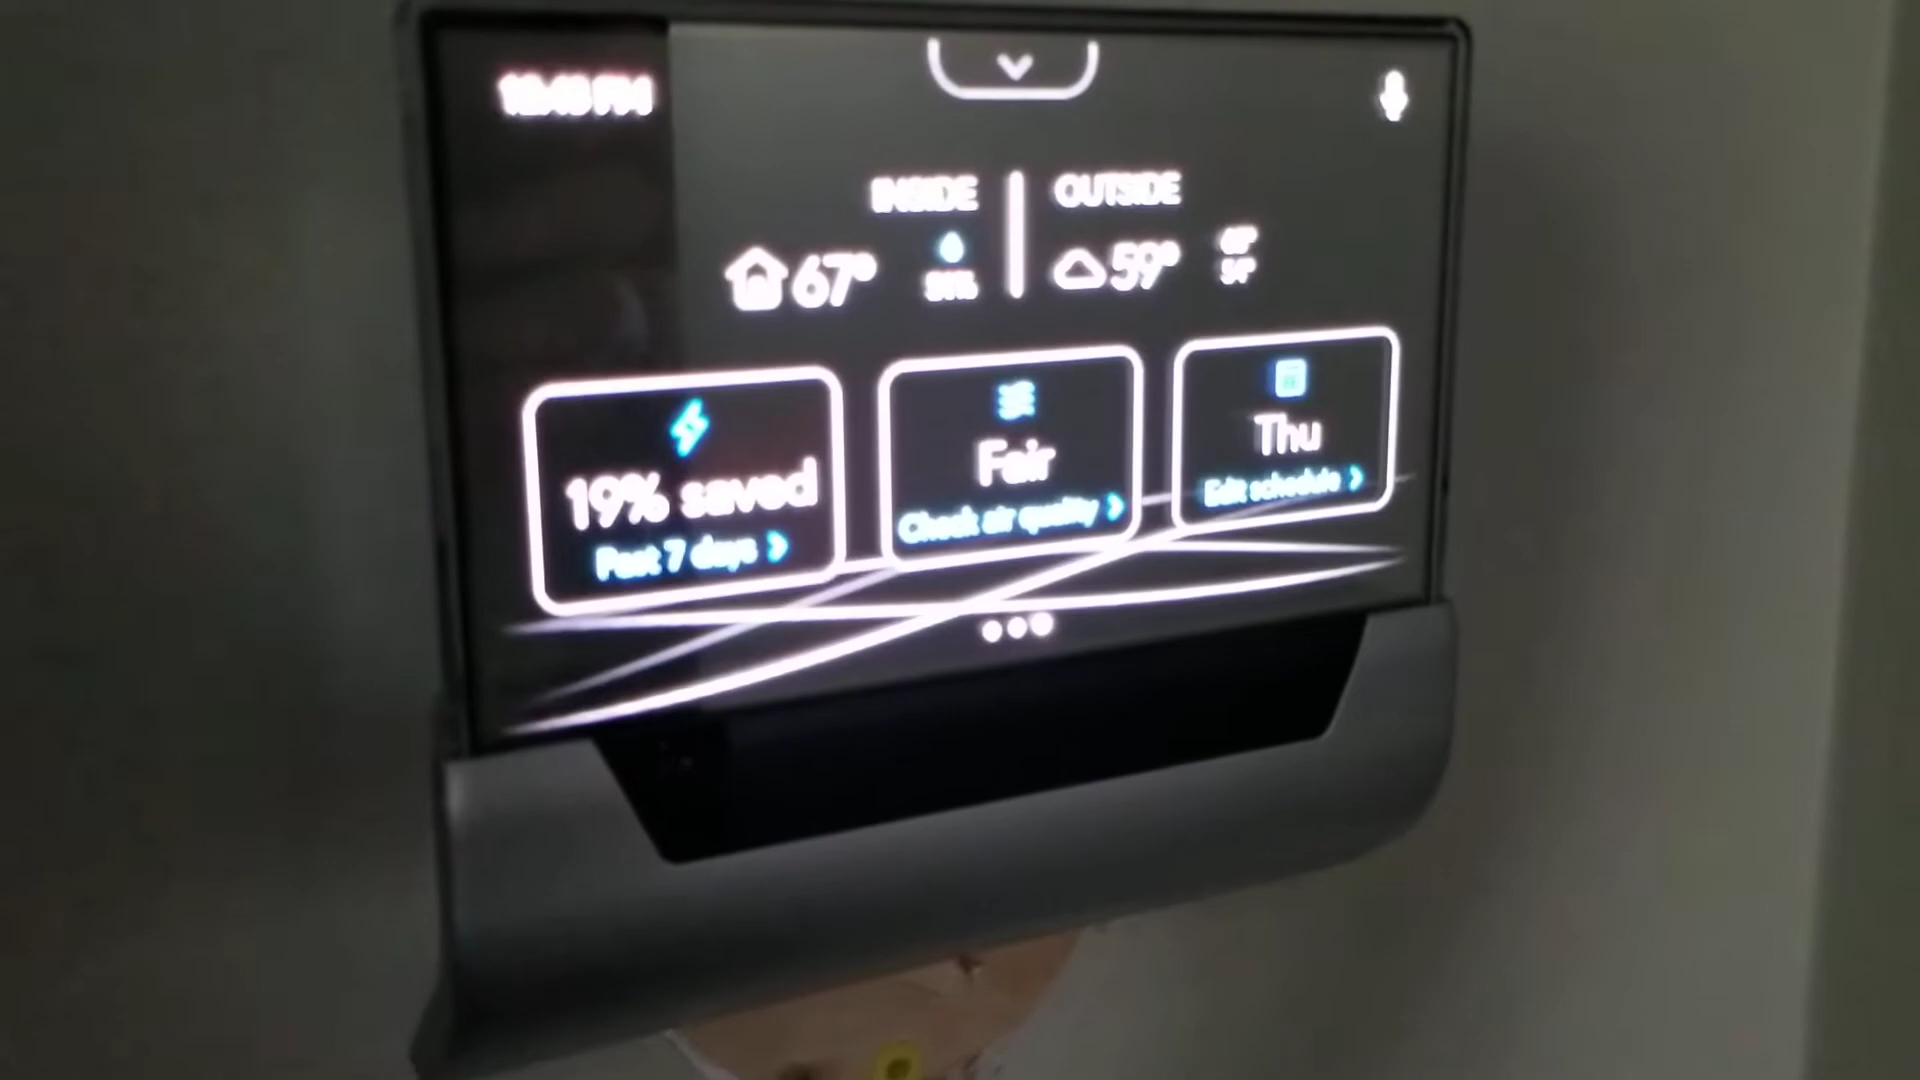 INSIDE
OUTSIDE
67°
59°
19% saved
Past 7 days
Fair
Check air quality
Thu
Edit schedule